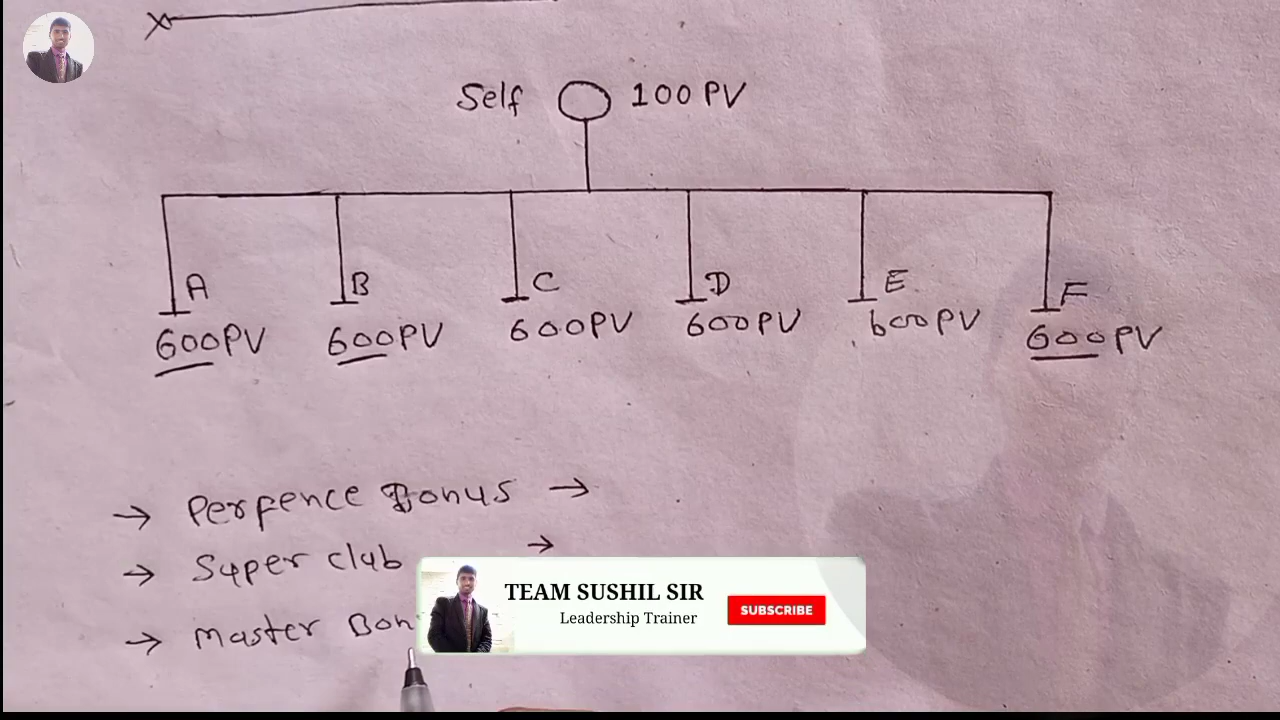 Self 100 PV
A B C D E F
600PV 600PV 600PV 600PV 600PV 600PV
→ Perfence Bonus →
→ Super club →
→ Master Bon
TEAM SUSHIL SIR
Leadership Trainer
SUBSCRIBE